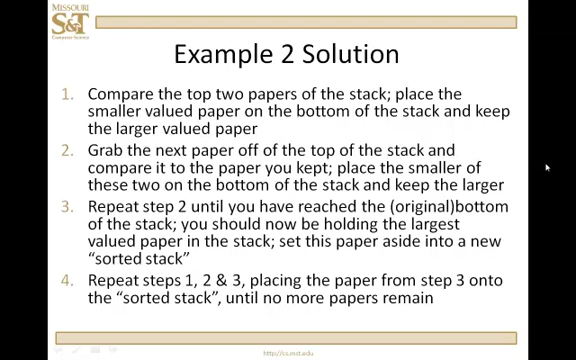 MISSOURI
S&T
Computer Science
Example 2 Solution
1. Compare the top two papers of the stack; place the
smaller valued paper on the bottom of the stack and keep
the larger valued paper
2. Grab the next paper off of the top of the stack and
compare it to the paper you kept; place the smaller of
these two on the bottom of the stack and keep the larger
3. Repeat step 2 until you have reached the (original)bottom
of the stack; you should now be holding the largest
valued paper in the stack; set this paper aside into a new
“sorted stack”
4. Repeat steps 1, 2 & 3, placing the paper from step 3 onto
the “sorted stack”, until no more papers remain
http://cs.mst.edu